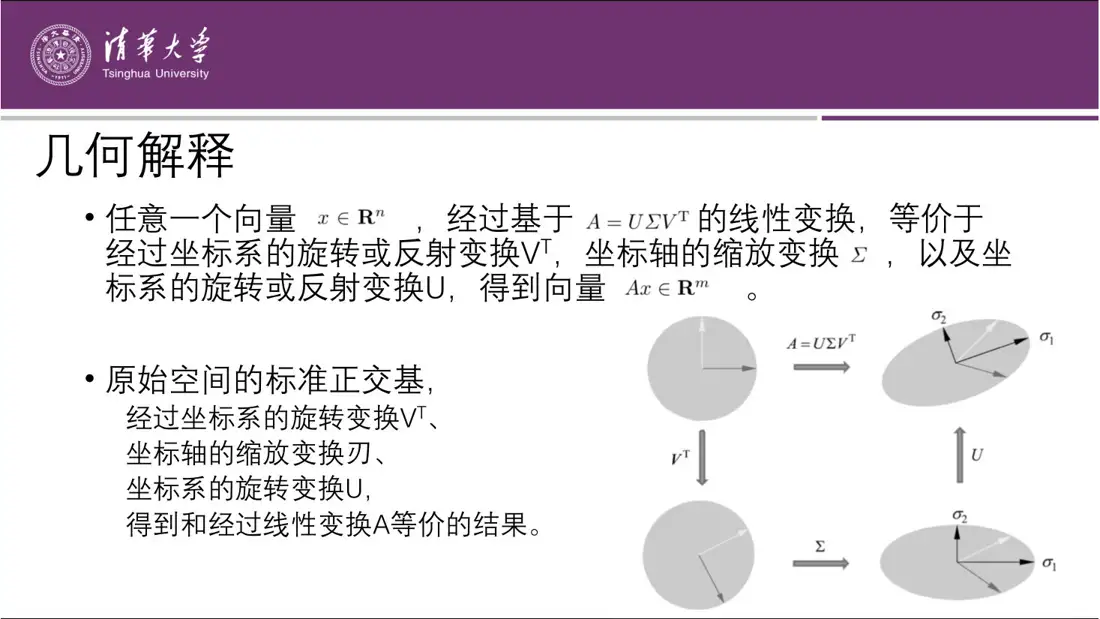 清华大学
Tsinghua University
几何解释
• 任意一个向量 x ∈ Rⁿ ，经过基于 A = UΣVᵀ 的线性变换，等价于
经过坐标系的旋转或反射变换Vᵀ，坐标轴的缩放变换 Σ ，以及坐
标系的旋转或反射变换U，得到向量 Ax ∈ Rᵐ 。
• 原始空间的标准正交基，
经过坐标系的旋转变换Vᵀ、
坐标轴的缩放变换刃、
坐标系的旋转变换U，
得到和经过线性变换A等价的结果。
A = UΣVᵀ
σ₂
σ₁
Vᵀ
U
Σ
σ₂
σ₁